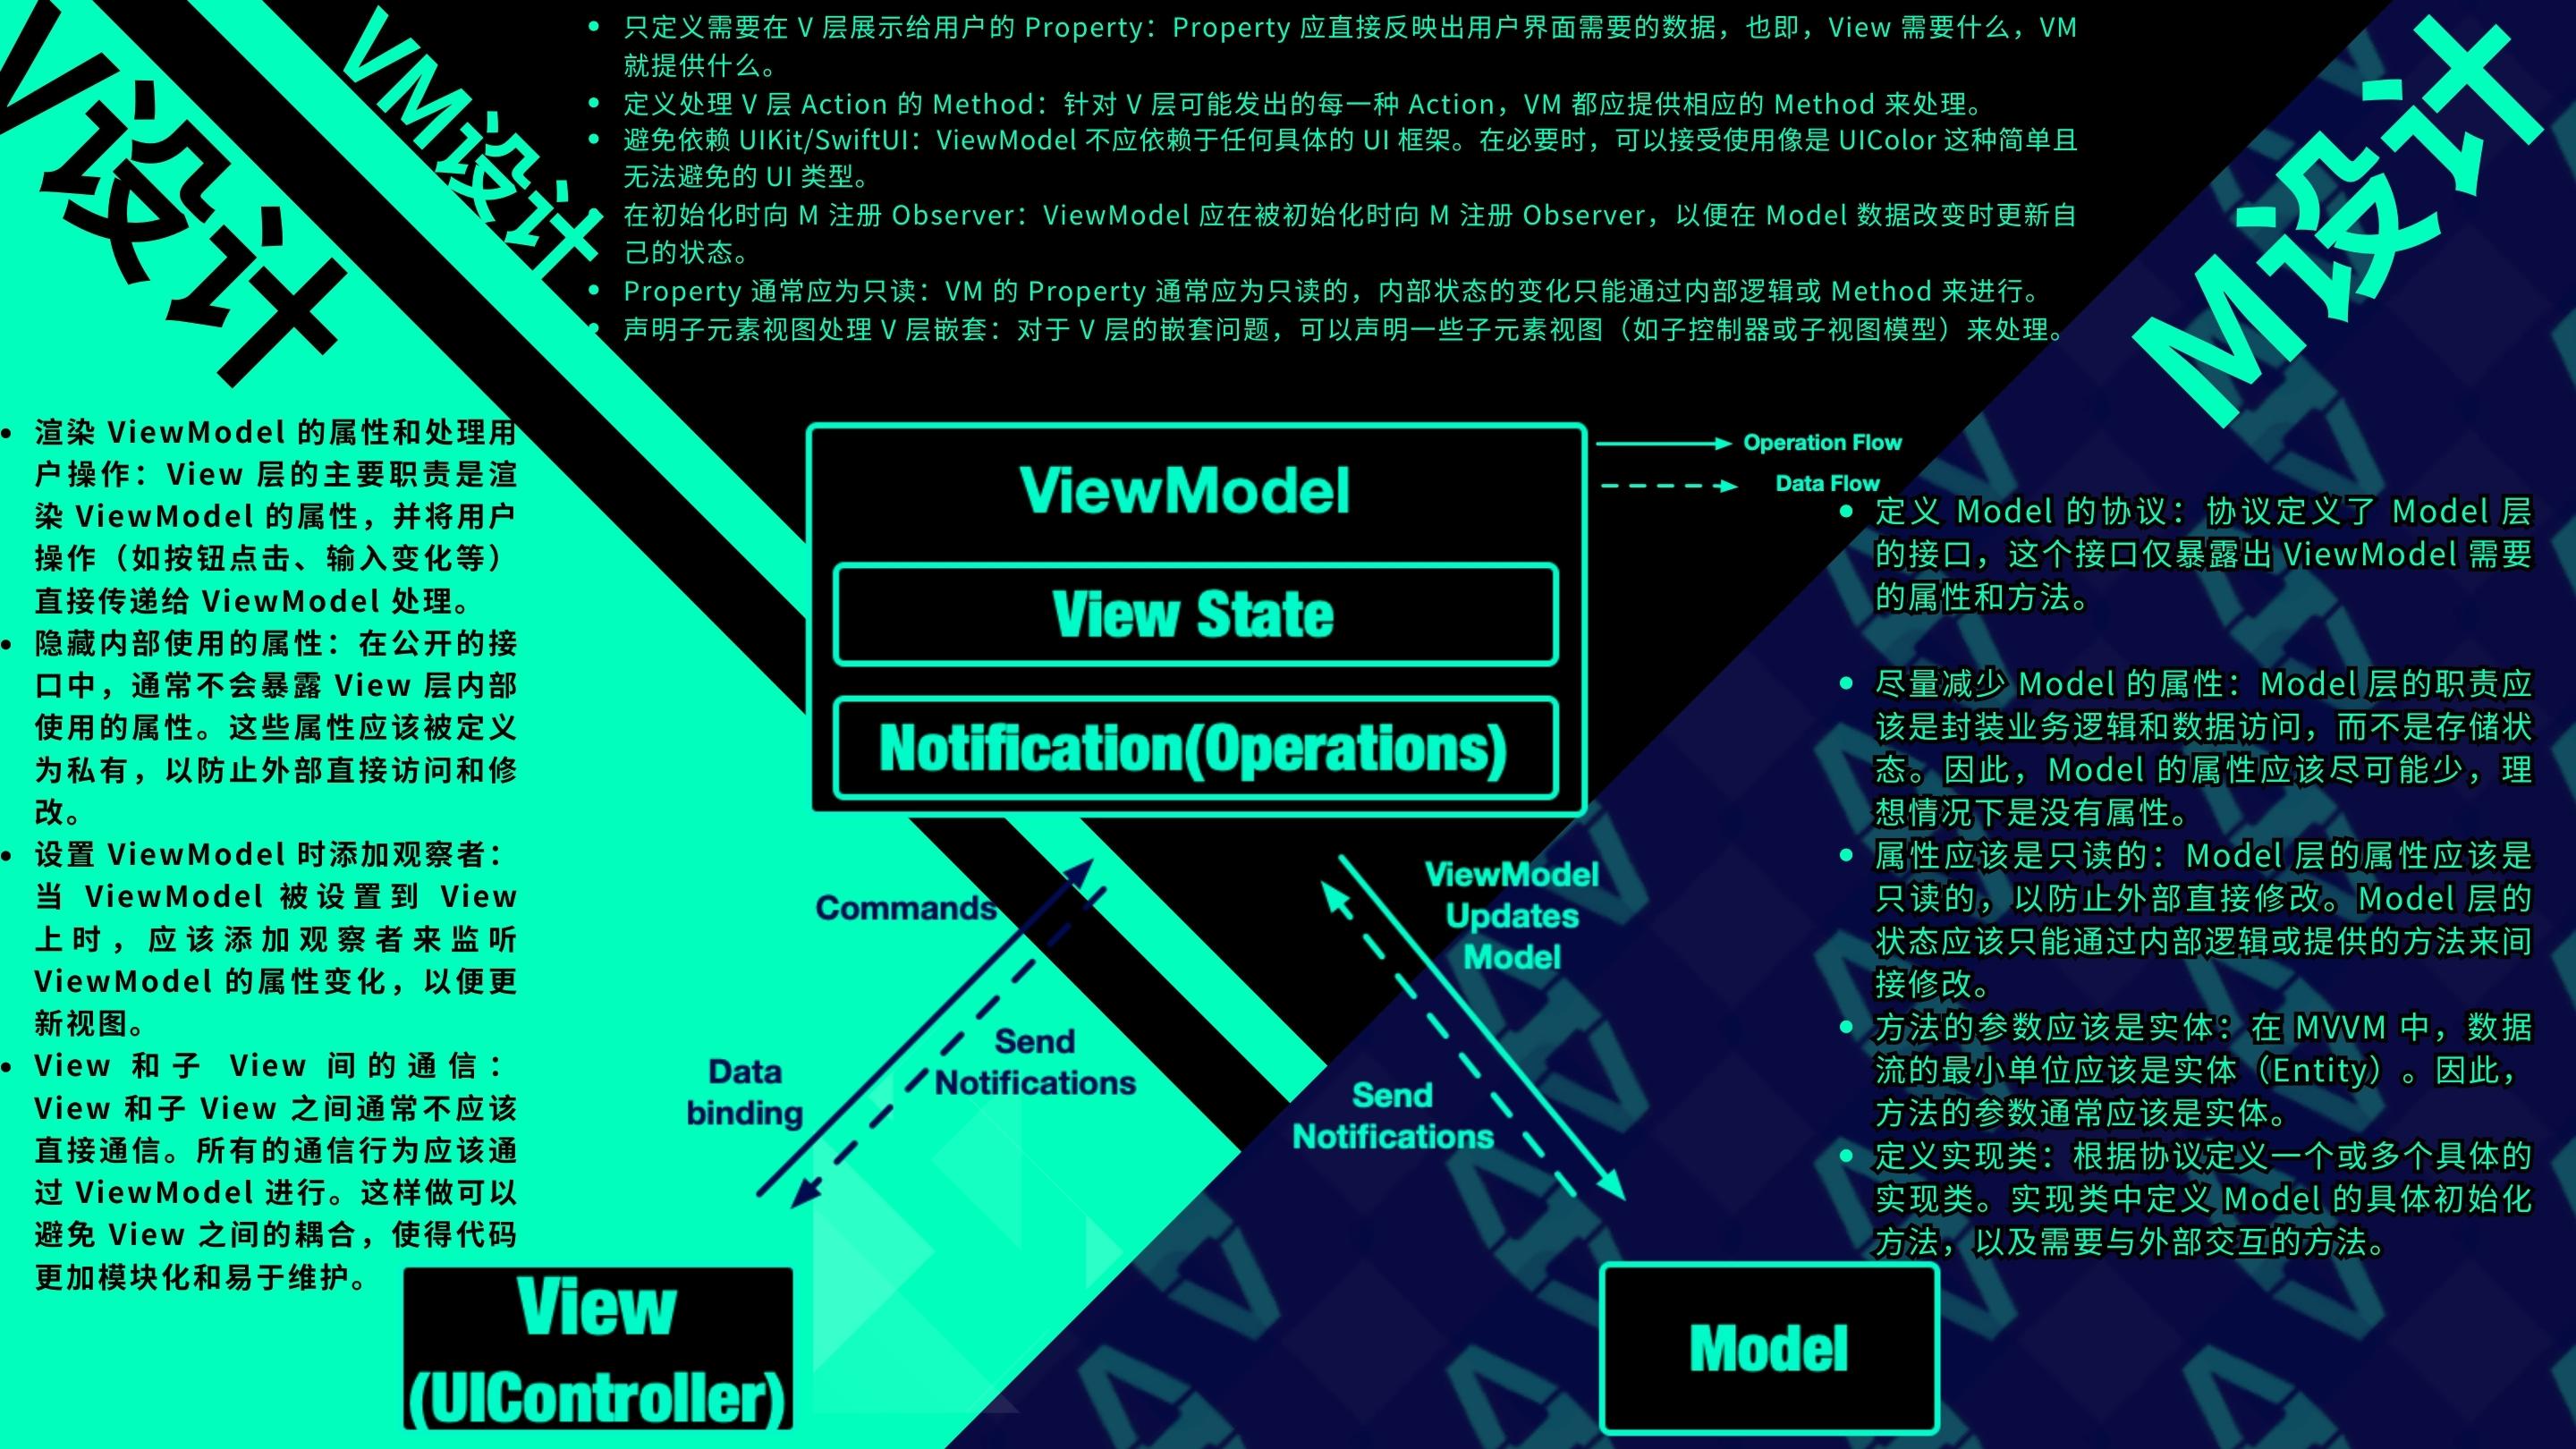 V设计
VM设计
M设计
只定义需要在 V 层展示给用户的 Property：Property 应直接反映出用户界面需要的数据，也即，View 需要什么，VM
就提供什么。
定义处理 V 层 Action 的 Method：针对 V 层可能发出的每一种 Action，VM 都应提供相应的 Method 来处理。
避免依赖 UIKit/SwiftUI：ViewModel 不应依赖于任何具体的 UI 框架。在必要时，可以接受使用像是 UIColor 这种简单且
无法避免的 UI 类型。
在初始化时向 M 注册 Observer：ViewModel 应在被初始化时向 M 注册 Observer，以便在 Model 数据改变时更新自
己的状态。
Property 通常应为只读：VM 的 Property 通常应为只读的，内部状态的变化只能通过内部逻辑或 Method 来进行。
声明子元素视图处理 V 层嵌套：对于 V 层的嵌套问题，可以声明一些子元素视图（如子控制器或子视图模型）来处理。
渲染 ViewModel 的属性和处理用
户操作：View 层的主要职责是渲
染 ViewModel 的属性，并将用户
操作（如按钮点击、输入变化等）
直接传递给 ViewModel 处理。
隐藏内部使用的属性：在公开的接
口中，通常不会暴露 View 层内部
使用的属性。这些属性应该被定义
为私有，以防止外部直接访问和修
改。
设置 ViewModel 时添加观察者：
当 ViewModel 被设置到 View
上时，应该添加观察者来监听
ViewModel 的属性变化，以便更
新视图。
View 和子 View 间的通信：
View 和子 View 之间通常不应该
直接通信。所有的通信行为应该通
过 ViewModel 进行。这样做可以
避免 View 之间的耦合，使得代码
更加模块化和易于维护。
ViewModel
View State
Notification(Operations)
Operation Flow
Data Flow
Commands
Data
binding
Send
Notifications
ViewModel
Updates
Model
Send
Notifications
View
(UIController)
Model
定义 Model 的协议：协议定义了 Model 层
的接口，这个接口仅暴露出 ViewModel 需要
的属性和方法。
尽量减少 Model 的属性：Model 层的职责应
该是封装业务逻辑和数据访问，而不是存储状
态。因此，Model 的属性应该尽可能少，理
想情况下是没有属性。
属性应该是只读的：Model 层的属性应该是
只读的，以防止外部直接修改。Model 层的
状态应该只能通过内部逻辑或提供的方法来间
接修改。
方法的参数应该是实体：在 MVVM 中，数据
流的最小单位应该是实体（Entity）。因此，
方法的参数通常应该是实体。
定义实现类：根据协议定义一个或多个具体的
实现类。实现类中定义 Model 的具体初始化
方法，以及需要与外部交互的方法。